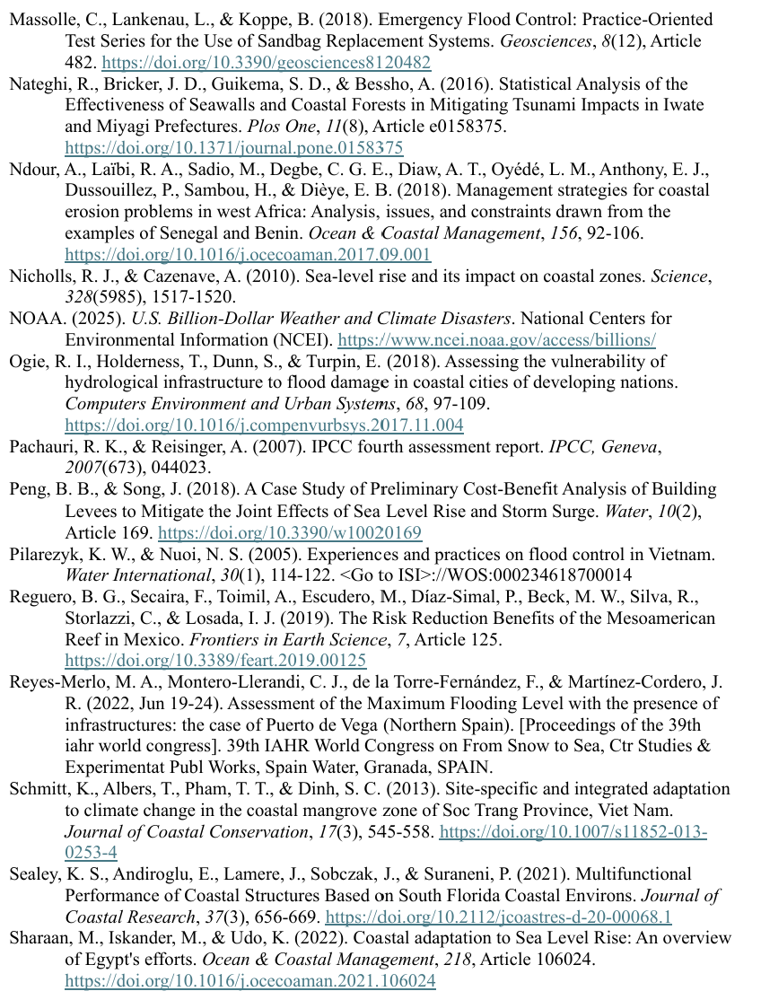 Massolle, C., Lankenau, L., & Koppe, B. (2018). Emergency Flood Control: Practice-Oriented
Test Series for the Use of Sandbag Replacement Systems. Geosciences, 8(12), Article
482. https://doi.org/10.3390/geosciences8120482
Nateghi, R., Bricker, J. D., Guikema, S. D., & Bessho, A. (2016). Statistical Analysis of the
Effectiveness of Seawalls and Coastal Forests in Mitigating Tsunami Impacts in Iwate
and Miyagi Prefectures. Plos One, 11(8), Article e0158375.
https://doi.org/10.1371/journal.pone.0158375
Ndour, A., Laïbi, R. A., Sadio, M., Degbe, C. G. E., Diaw, A. T., Oyédé, L. M., Anthony, E. J.,
Dussouillez, P., Sambou, H., & Dièye, E. B. (2018). Management strategies for coastal
erosion problems in west Africa: Analysis, issues, and constraints drawn from the
examples of Senegal and Benin. Ocean & Coastal Management, 156, 92-106.
https://doi.org/10.1016/j.ocecoaman.2017.09.001
Nicholls, R. J., & Cazenave, A. (2010). Sea-level rise and its impact on coastal zones. Science,
328(5985), 1517-1520.
NOAA. (2025). U.S. Billion-Dollar Weather and Climate Disasters. National Centers for
Environmental Information (NCEI). https://www.ncei.noaa.gov/access/billions/
Ogie, R. I., Holderness, T., Dunn, S., & Turpin, E. (2018). Assessing the vulnerability of
hydrological infrastructure to flood damage in coastal cities of developing nations.
Computers Environment and Urban Systems, 68, 97-109.
https://doi.org/10.1016/j.compenvurbsys.2017.11.004
Pachauri, R. K., & Reisinger, A. (2007). IPCC fourth assessment report. IPCC, Geneva,
2007(673), 044023.
Peng, B. B., & Song, J. (2018). A Case Study of Preliminary Cost-Benefit Analysis of Building
Levees to Mitigate the Joint Effects of Sea Level Rise and Storm Surge. Water, 10(2),
Article 169. https://doi.org/10.3390/w10020169
Pilarezyk, K. W., & Nuoi, N. S. (2005). Experiences and practices on flood control in Vietnam.
Water International, 30(1), 114-122. <Go to ISI>://WOS:000234618700014
Reguero, B. G., Secaira, F., Toimil, A., Escudero, M., Díaz-Simal, P., Beck, M. W., Silva, R.,
Storlazzi, C., & Losada, I. J. (2019). The Risk Reduction Benefits of the Mesoamerican
Reef in Mexico. Frontiers in Earth Science, 7, Article 125.
https://doi.org/10.3389/feart.2019.00125
Reyes-Merlo, M. A., Montero-Llerandi, C. J., de la Torre-Fernández, F., & Martínez-Cordero, J.
R. (2022, Jun 19-24). Assessment of the Maximum Flooding Level with the presence of
infrastructures: the case of Puerto de Vega (Northern Spain). [Proceedings of the 39th
iahr world congress]. 39th IAHR World Congress on From Snow to Sea, Ctr Studies &
Experimentat Publ Works, Spain Water, Granada, SPAIN.
Schmitt, K., Albers, T., Pham, T. T., & Dinh, S. C. (2013). Site-specific and integrated adaptation
to climate change in the coastal mangrove zone of Soc Trang Province, Viet Nam.
Journal of Coastal Conservation, 17(3), 545-558. https://doi.org/10.1007/s11852-013-
0253-4
Sealey, K. S., Andiroglu, E., Lamere, J., Sobczak, J., & Suraneni, P. (2021). Multifunctional
Performance of Coastal Structures Based on South Florida Coastal Environs. Journal of
Coastal Research, 37(3), 656-669. https://doi.org/10.2112/jcoastres-d-20-00068.1
Sharaan, M., Iskander, M., & Udo, K. (2022). Coastal adaptation to Sea Level Rise: An overview
of Egypt's efforts. Ocean & Coastal Management, 218, Article 106024.
https://doi.org/10.1016/j.ocecoaman.2021.106024